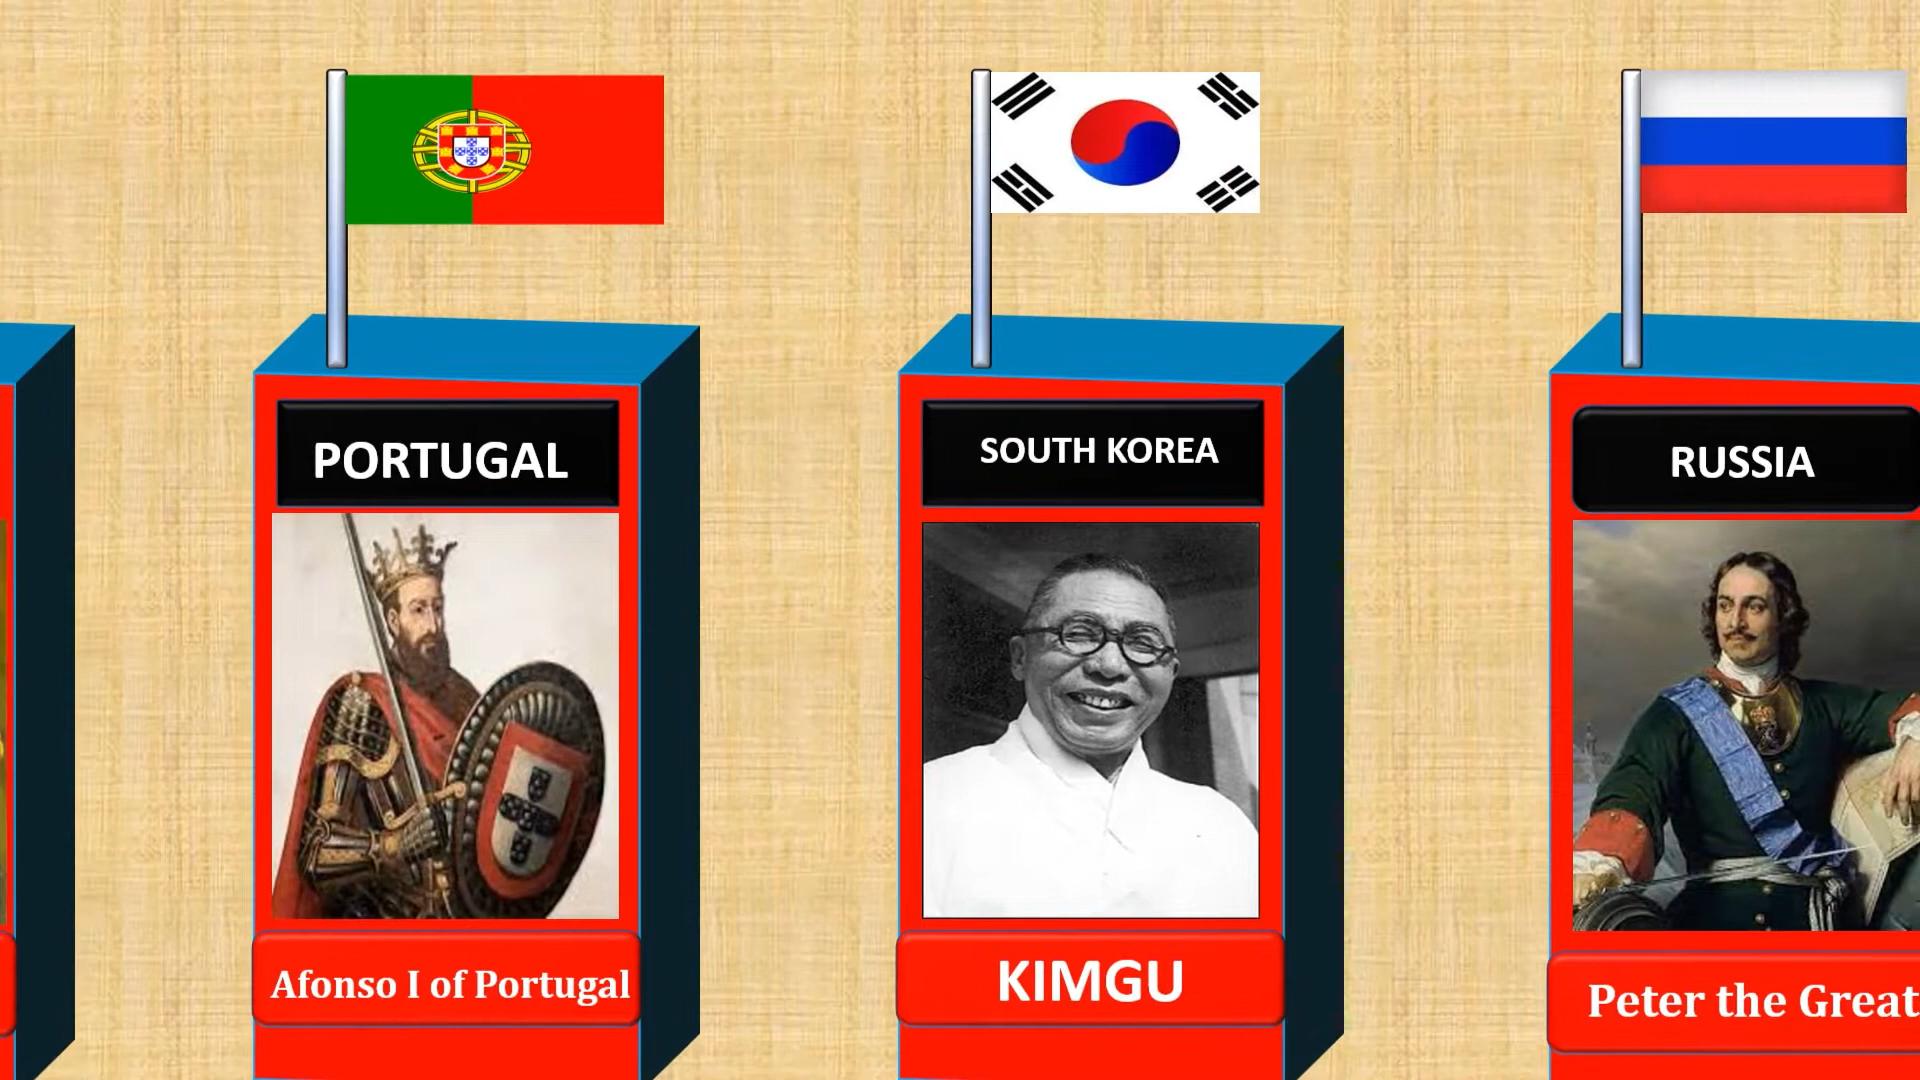 PORTUGAL
Afonso I of Portugal
SOUTH KOREA
KIMGU
RUSSIA
Peter the Great